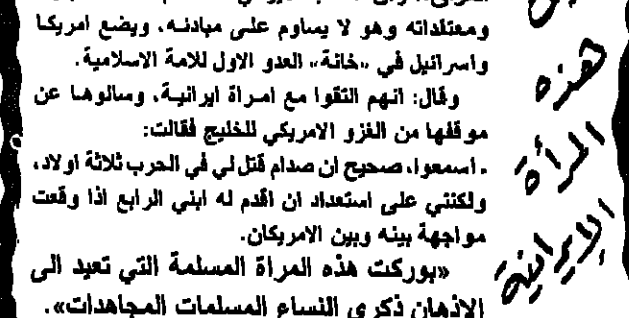 ومعتقداته وهو لا يساوم على مبادئه، ويضع امريكا
واسرائيل في «خانة» العدو الاول للامة الاسلامية.
وقال: انهم التقوا مع امراة ايرانية، وسالوها عن
موقفها من الغزو الامريكي للخليج فقالت:
. اسمعوا، صحيح ان صدام قتل لي في الحرب ثلاثة اولاد،
ولكنني على استعداد ان اقدم له ابني الرابع اذا وقعت
مواجهة بينه وبين الامريكان.
«بوركت هذه المراة المسلمة التي تعيد الى
الاذهان ذكرى النساء المسلمات المجاهدات».
هذه
المرأة
الإيرانية